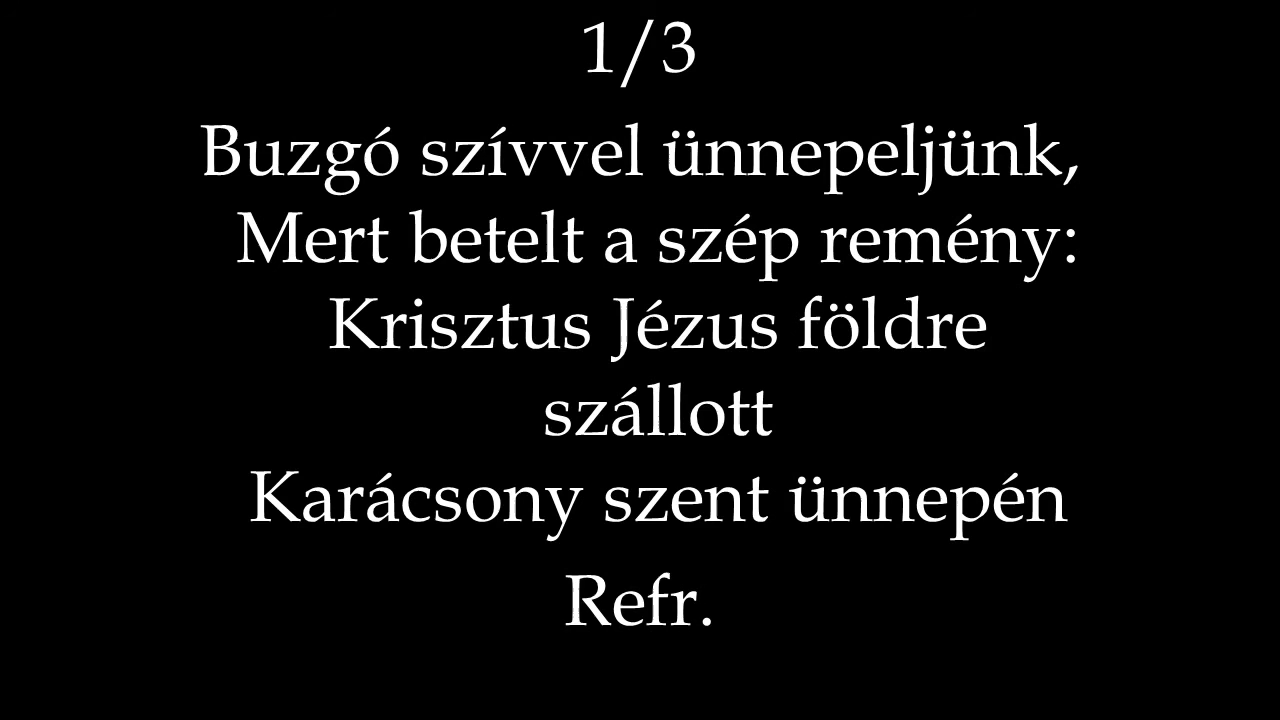 1/3
Buzgó szívvel ünnepeljünk,
Mert betelt a szép remény:
Krisztus Jézus földre
szállott
Karácsony szent ünnepén
Refr.